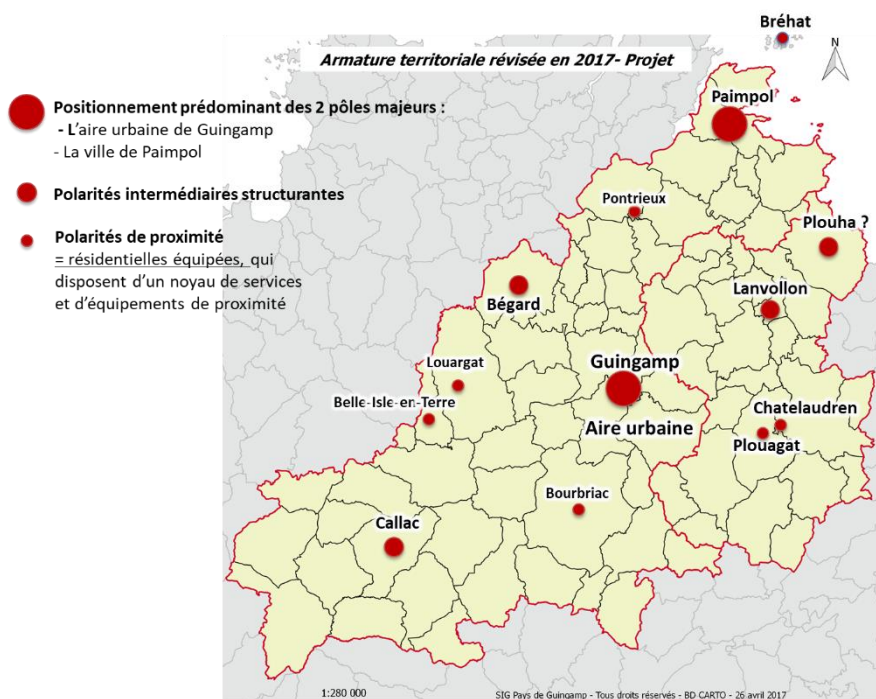 Bréhat
Armature territoriale révisée en 2017- Projet
N
Positionnement prédominant des 2 pôles majeurs :
- L'aire urbaine de Guingamp
- La ville de Paimpol
Polarités intermédiaires structurantes
Polarités de proximité
= résidentielles équipées, qui
disposent d'un noyau de services
et d'équipements de proximité
Paimpol
Pontrieux
Plouha ?
Bégard
Lanvollon
Louargat
Guingamp
Belle-Isle-en-Terre
Aire urbaine
Chatelaudren
Plouagat
Bourbriac
Callac
1:280 000
SIG Pays de Guingamp - Tous droits réservés - BD CARTO - 26 avril 2017